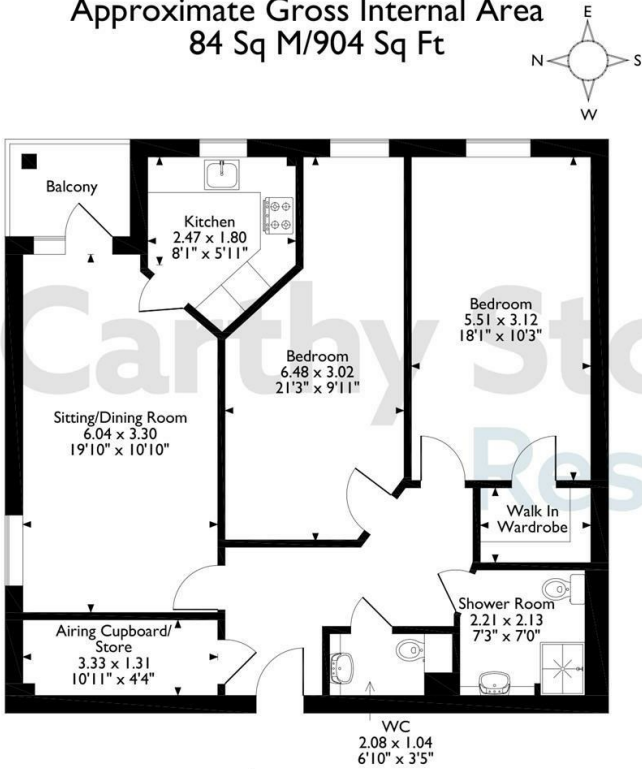 Approximate Gross Internal Area
84 Sq M/904 Sq Ft
E
N
S
W
Balcony
Kitchen
2.47 x 1.80
8'1" x 5'11"
Bedroom
5.51 x 3.12
18'1" x 10'3"
Carthy Sto
Bedroom
6.48 x 3.02
21'3" x 9'11"
Sitting/Dining Room
6.04 x 3.30
19'10" x 10'10"
Res
Walk In
Wardrobe
Shower Room
2.21 x 2.13
7'3" x 7'0"
Airing Cupboard/
Store
3.33 x 1.31
10'11" x 4'4"
WC
2.08 x 1.04
6'10" x 3'5"